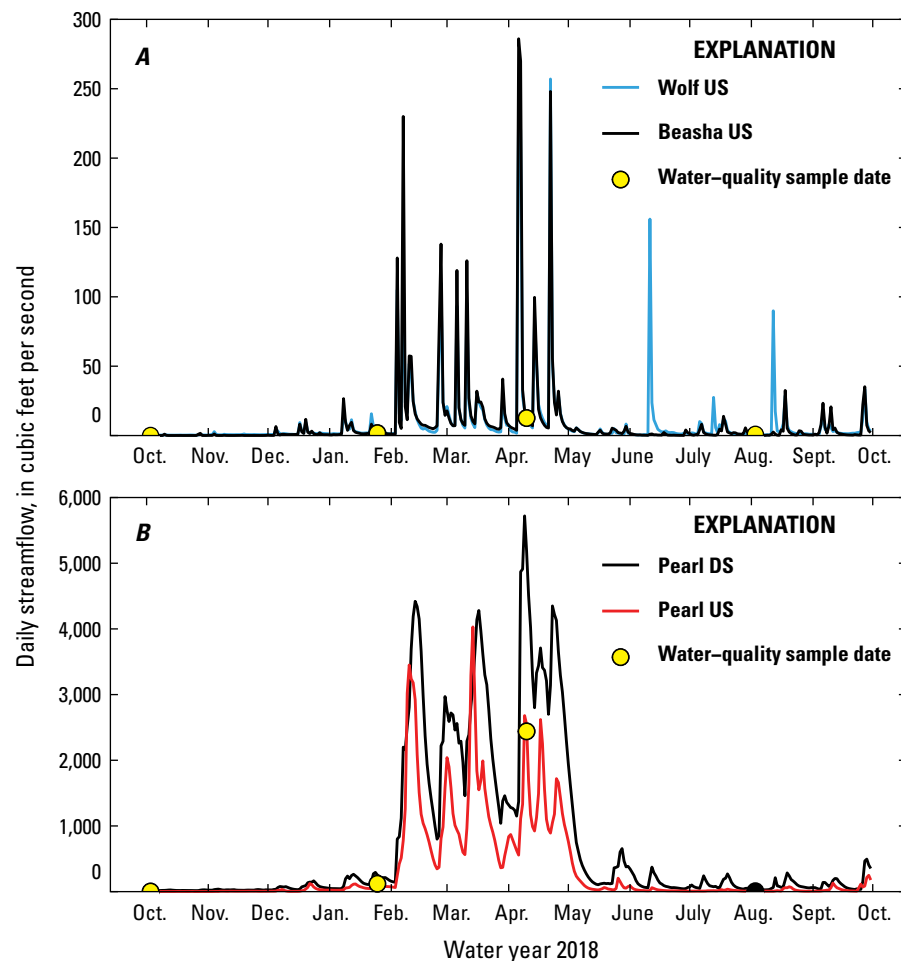 300
A
EXPLANATION
Wolf US
Beasha US
Water–quality sample date
250
200
150
100
50
0
Oct. Nov. Dec. Jan. Feb. Mar. Apr. May June July Aug. Sept. Oct.
Daily streamflow, in cubic feet per second
6,000
B
EXPLANATION
Pearl DS
Pearl US
Water–quality sample date
5,000
4,000
3,000
2,000
1,000
0
Oct. Nov. Dec. Jan. Feb. Mar. Apr. May June July Aug. Sept. Oct.
Water year 2018